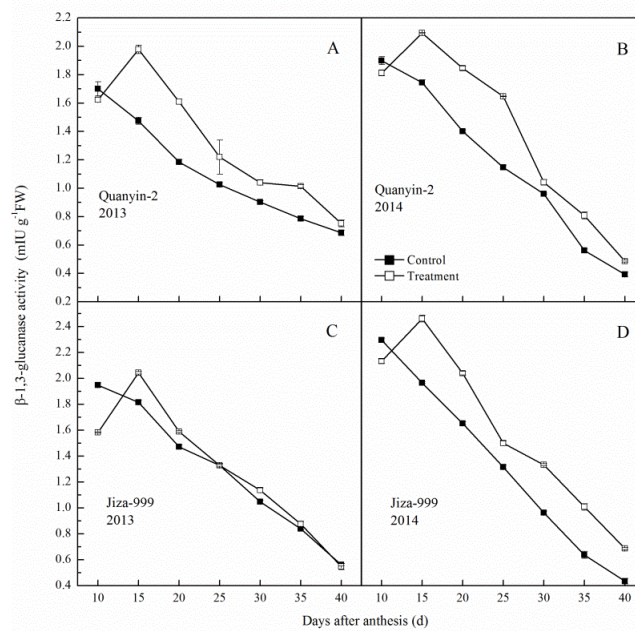 β-1,3-glucanase activity (mIU g⁻¹FW)
2.2
2.0
1.8
1.6
1.4
1.2
1.0
0.8
0.6
0.4
0.2
A
Quanyin-2
2013
B
Quanyin-2
2014
Control
Treatment
2.4
2.2
2.0
1.8
1.6
1.4
1.2
1.0
0.8
0.6
0.4
C
Jiza-999
2013
D
Jiza-999
2014
10 15 20 25 30 35 40 10 15 20 25 30 35 40
Days after anthesis (d)